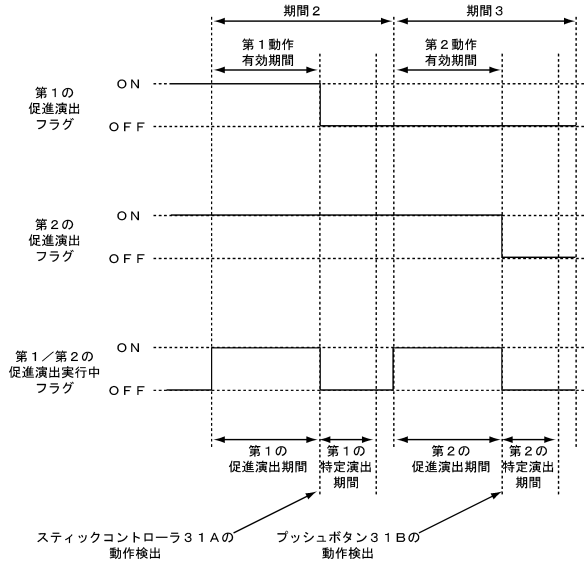 期間２
期間３
第１動作
有効期間
第２動作
有効期間
第１の
促進演出
フラグ
ＯＮ
ＯＦＦ
第２の
促進演出
フラグ
ＯＮ
ＯＦＦ
第１／第２の
促進演出実行中
フラグ
ＯＮ
ＯＦＦ
第１の
促進演出期間
第１の
特定演出
期間
第２の
促進演出期間
第２の
特定演出
期間
スティックコントローラ３１Ａの
動作検出
プッシュボタン３１Ｂの
動作検出